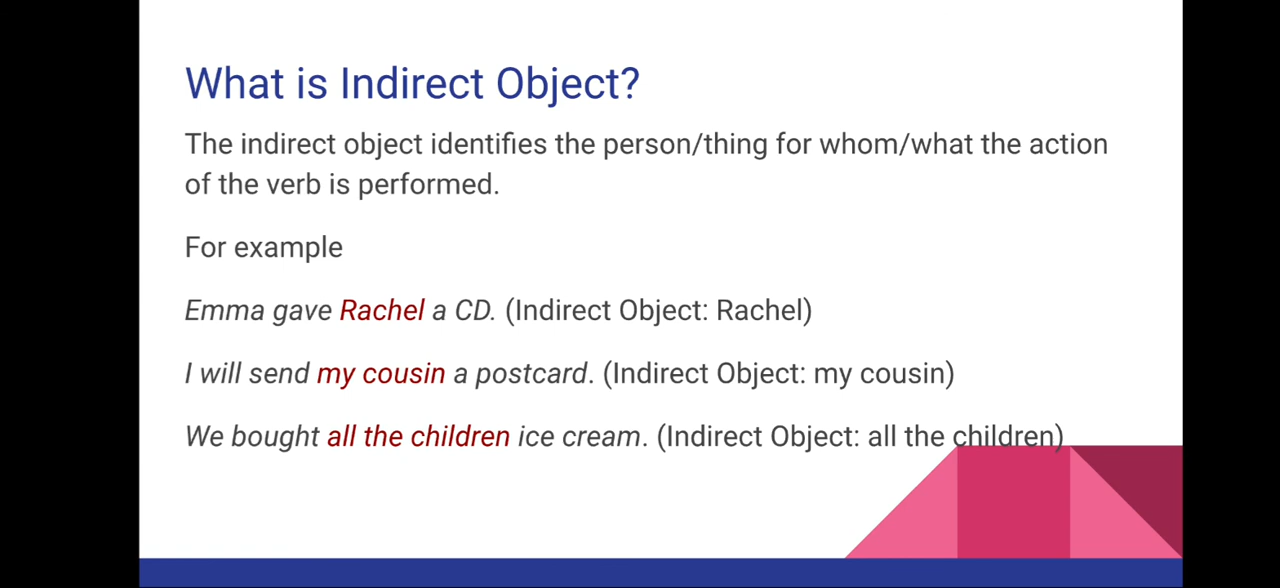 What is Indirect Object?
The indirect object identifies the person/thing for whom/what the action
of the verb is performed.
For example
Emma gave Rachel a CD. (Indirect Object: Rachel)
I will send my cousin a postcard. (Indirect Object: my cousin)
We bought all the children ice cream. (Indirect Object: all the children)